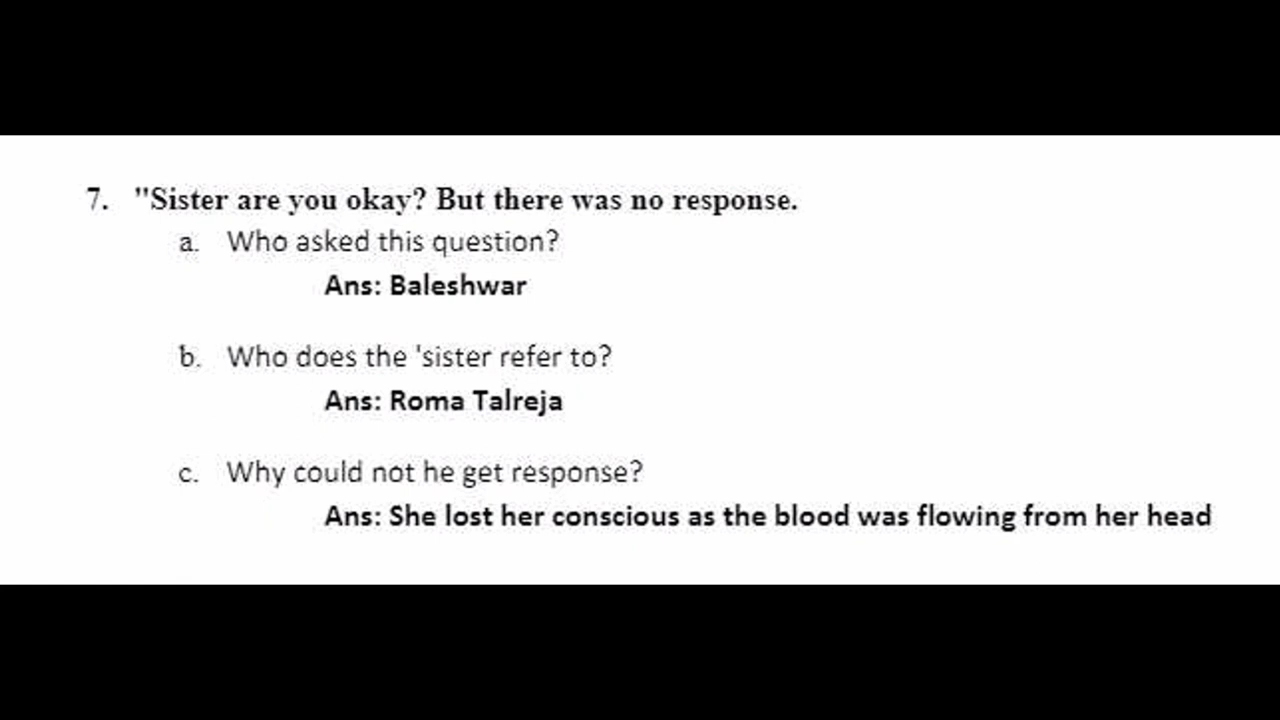 7. "Sister are you okay? But there was no response.
a. Who asked this question?
Ans: Baleshwar
b. Who does the 'sister refer to?
Ans: Roma Talreja
c. Why could not he get response?
Ans: She lost her conscious as the blood was flowing from her head